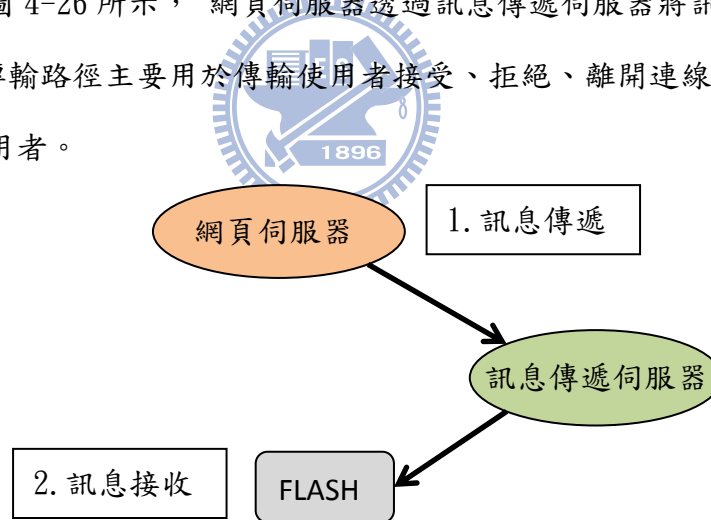 圖 4-26 所示， 網頁伺服器透過訊息傳遞伺服器將訊
傳輸路徑主要用於傳輸使用者接受、拒絕、離開連線
用者。
1896
網頁伺服器
1. 訊息傳遞
訊息傳遞伺服器
2. 訊息接收
FLASH